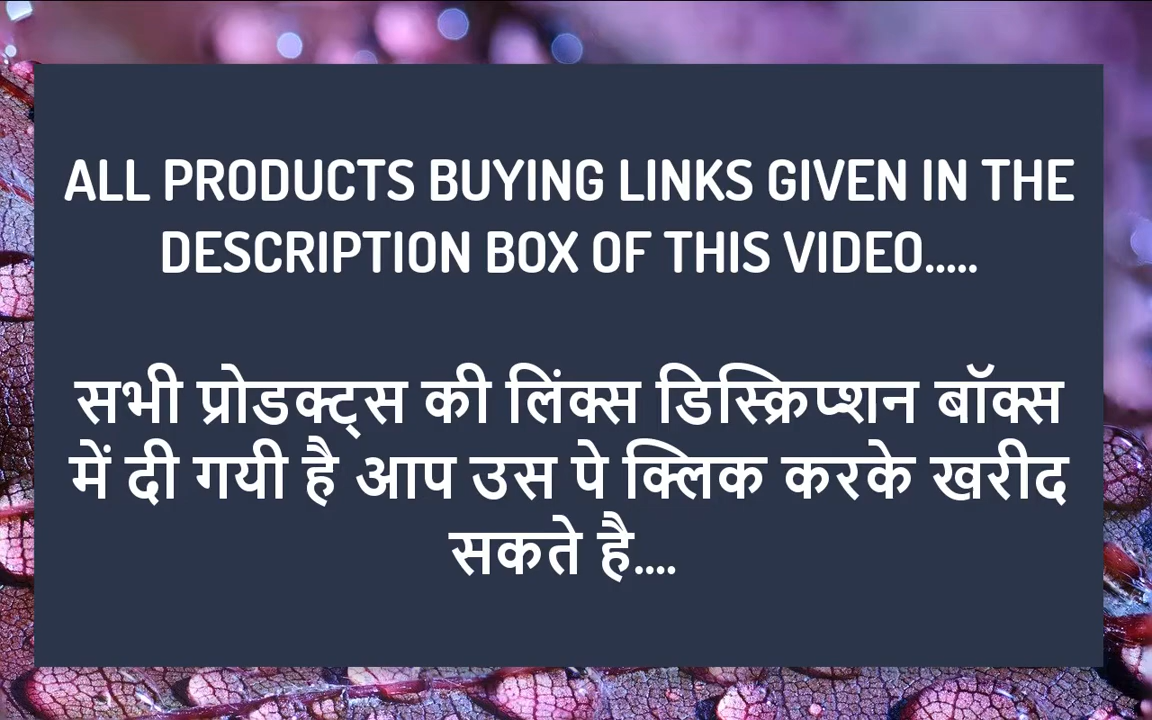 ALL PRODUCTS BUYING LINKS GIVEN IN THE
DESCRIPTION BOX OF THIS VIDEO.....
सभी प्रोडक्ट्स की लिंक्स डिस्क्रिप्शन बॉक्स
में दी गयी है आप उस पे क्लिक करके खरीद
सकते है....